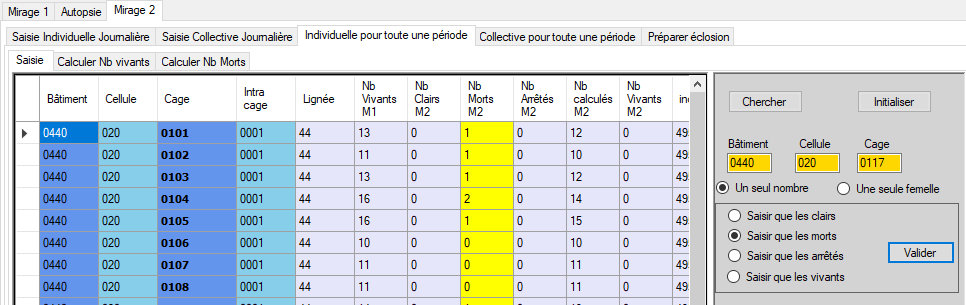 Mirage 1 Autopsie Mirage 2
Saisie Individuelle Journalière Saisie Collective Journalière Individuelle pour toute une période Collective pour toute une période Préparer éclosion
Saisie Calculer Nb vivants Calculer Nb Morts
Bâtiment Cellule Cage Intra cage Lignée Nb Vivants M1 Nb Clairs M2 Nb Morts M2 Nb Arrêtés M2 Nb calculés M2 Nb Vivants M2
0440 020 0101 0001 44 13 0 1 0 12 0 495
0440 020 0102 0001 44 11 0 1 0 10 0 495
0440 020 0103 0001 44 13 0 1 0 12 0 495
0440 020 0104 0001 44 16 0 2 0 14 0 495
0440 020 0105 0001 44 16 0 1 0 15 0 495
0440 020 0106 0001 44 10 0 0 0 10 0 495
0440 020 0107 0001 44 11 0 0 0 11 0 495
0440 020 0108 0001 44 11 0 0 0 11 0 495
Chercher Initialiser
Bâtiment Cellule Cage
0440 020 0117
Un seul nombre Une seule femelle
Saisir que les clairs
Saisir que les morts
Saisir que les arrêtés
Saisir que les vivants
Valider